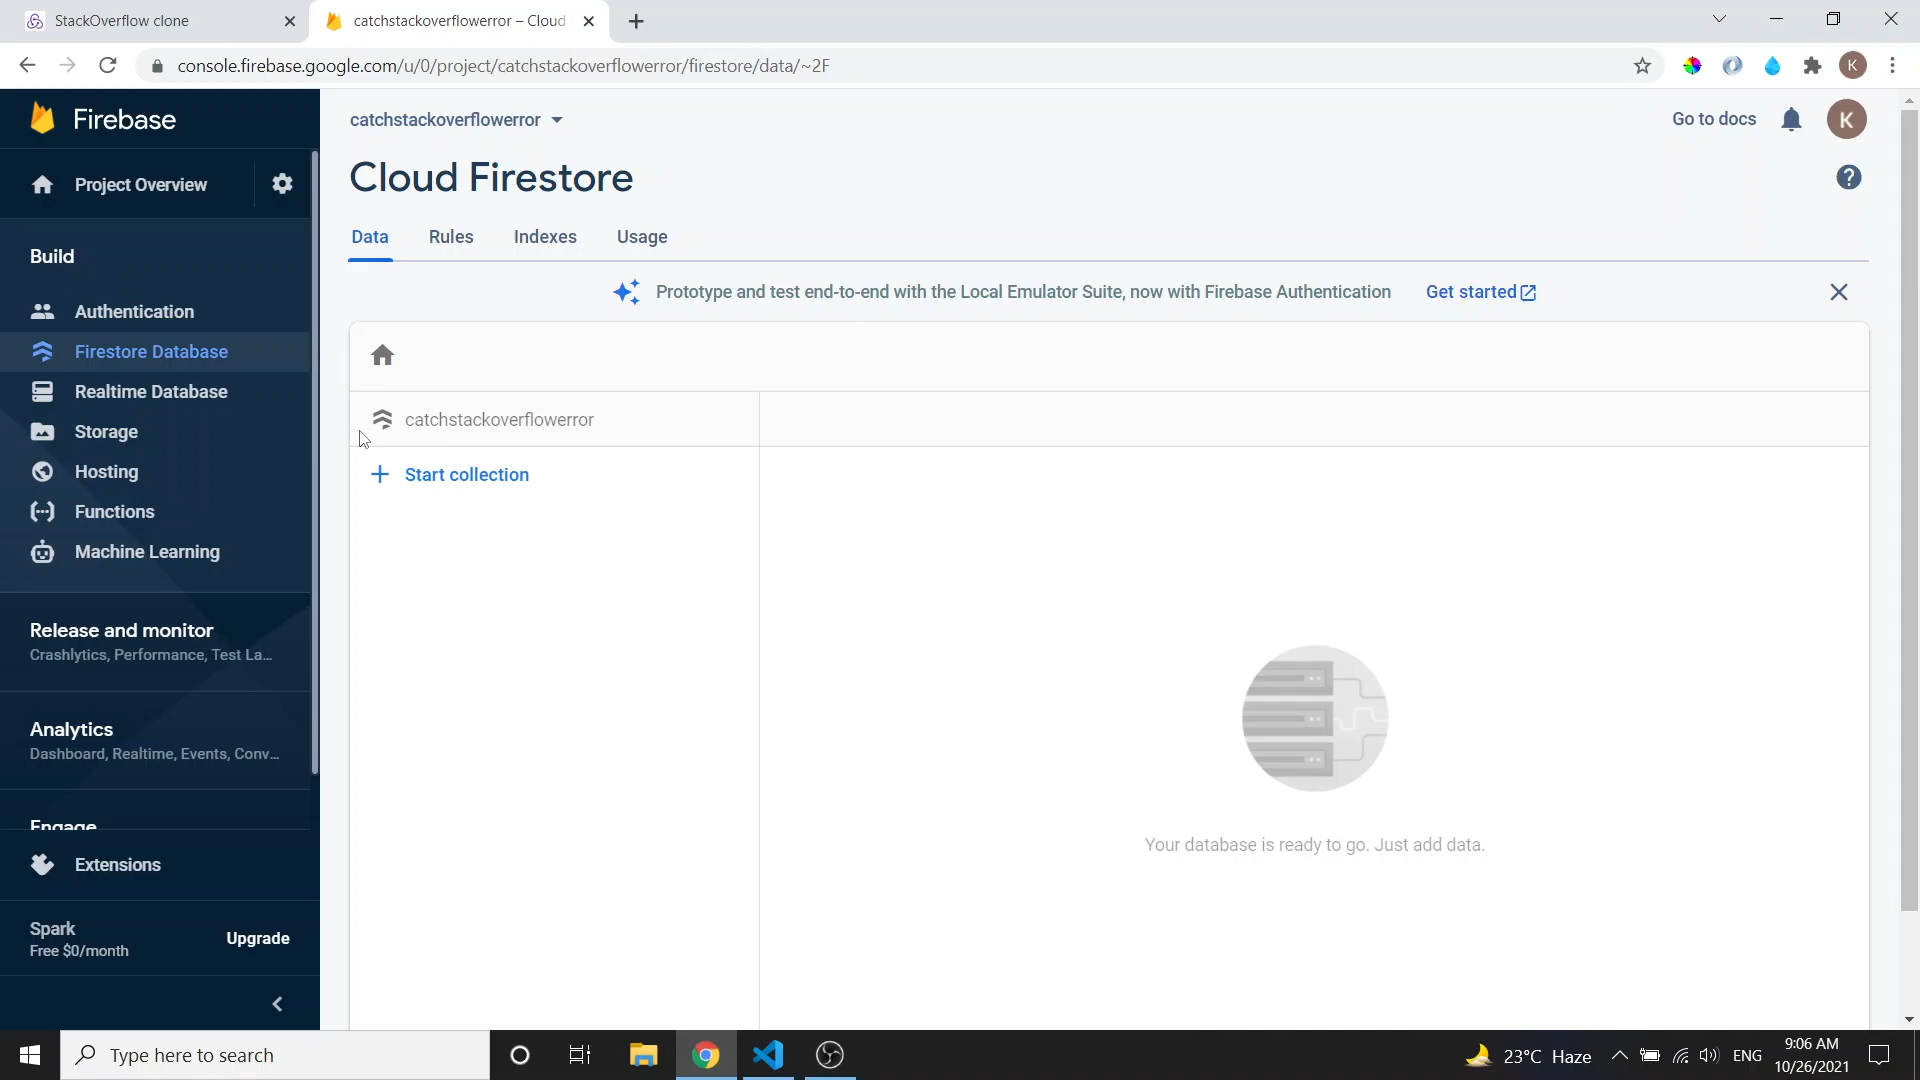 StackOverflow clone
catchstackoverflowerror – Cloud
console.firebase.google.com/u/0/project/catchstackoverflowerror/firestore/data/~2F
K
Firebase
catchstackoverflowerror
Go to docs
K
Project Overview
Cloud Firestore
?
Data Rules Indexes Usage
Build
Prototype and test end-to-end with the Local Emulator Suite, now with Firebase Authentication Get started
Authentication
Firestore Database
Realtime Database
Storage
Hosting
Functions
Machine Learning
catchstackoverflowerror
Start collection
Release and monitor
Crashlytics, Performance, Test La...
Analytics
Dashboard, Realtime, Events, Conv...
Engage
Extensions
Your database is ready to go. Just add data.
Spark
Free $0/month
Upgrade
Type here to search
23°C Haze
ENG
9:06 AM
10/26/2021